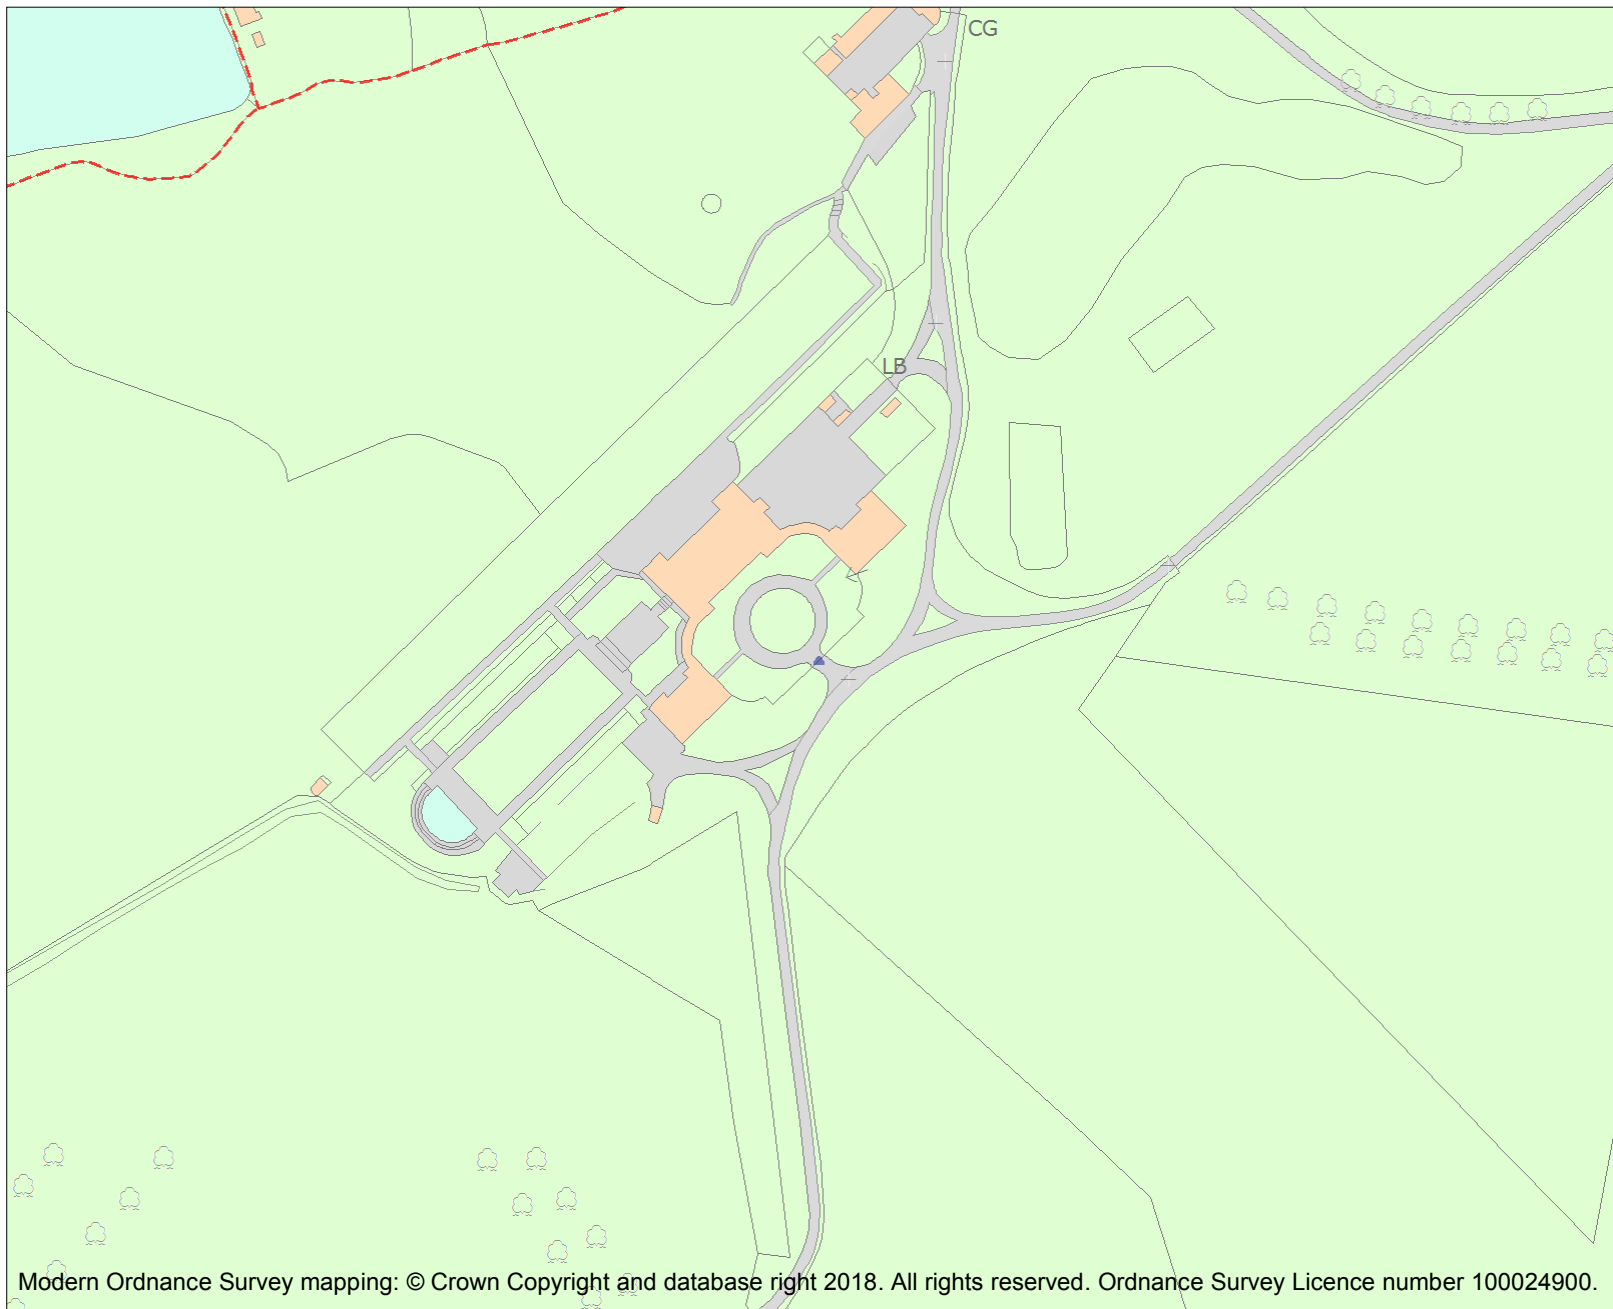 CG
LB
Modern Ordnance Survey mapping: © Crown Copyright and database right 2018. All rights reserved. Ordnance Survey Licence number 100024900.